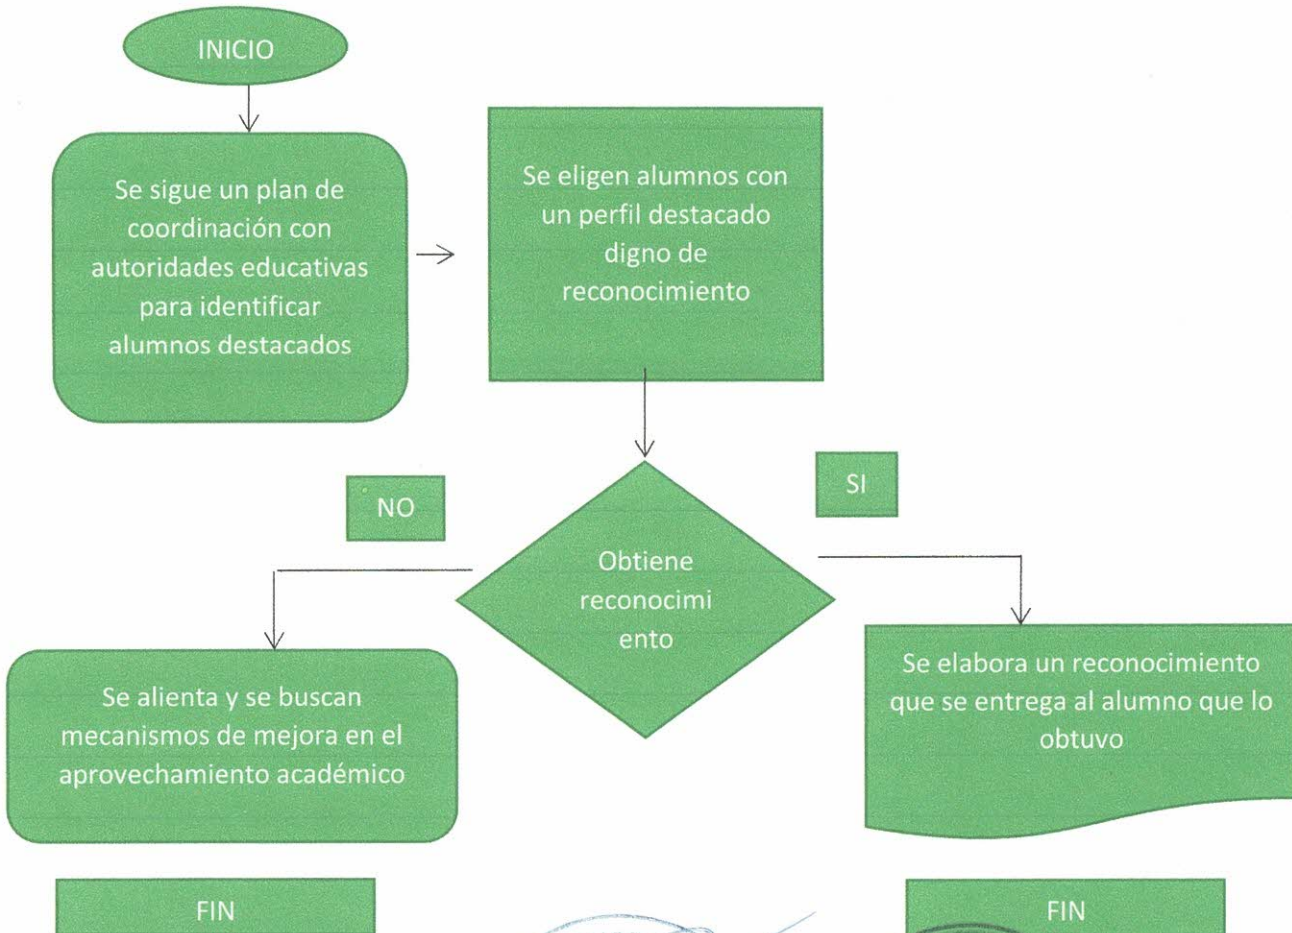 INICIO
Se sigue un plan de
coordinación con
autoridades educativas
para identificar
alumnos destacados
Se eligen alumnos con
un perfil destacado
digno de
reconocimiento
NO
SI
Obtiene
reconocimi
ento
Se alienta y se buscan
mecanismos de mejora en el
aprovechamiento académico
Se elabora un reconocimiento
que se entrega al alumno que lo
obtuvo
FIN
FIN